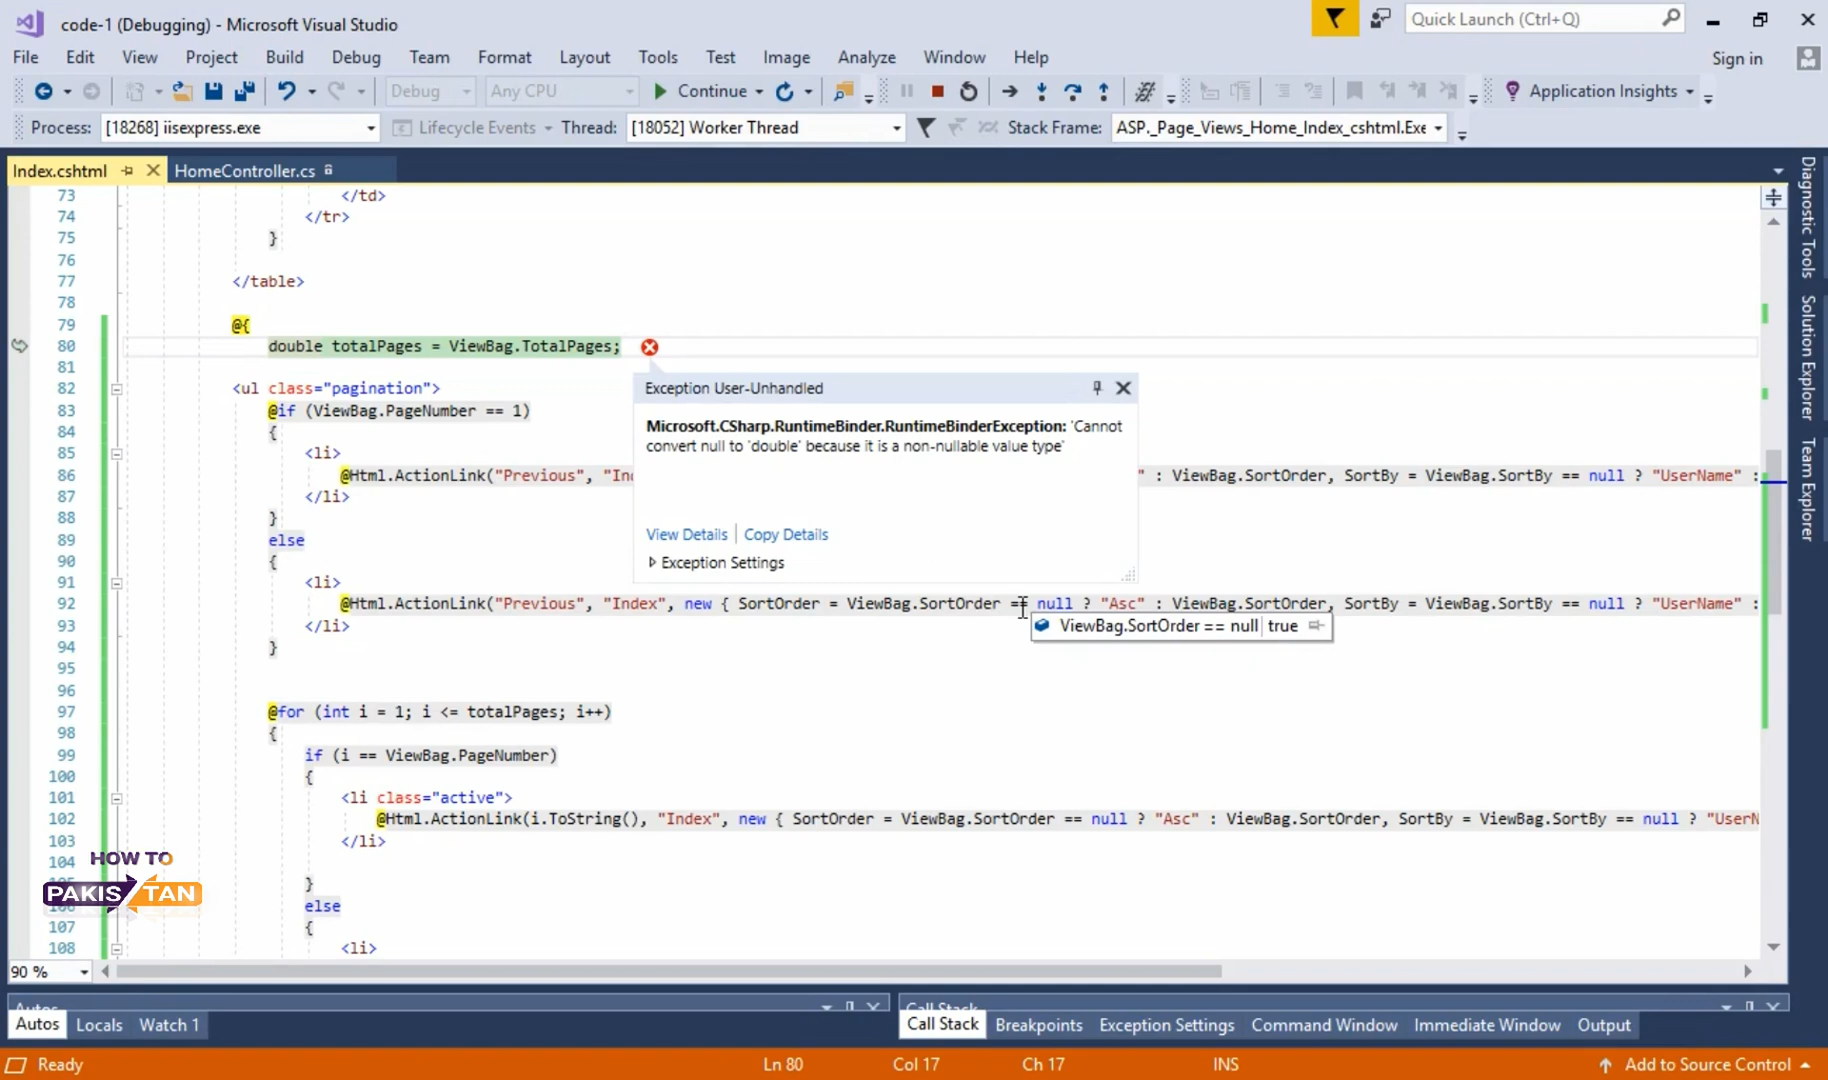 code-1 (Debugging) - Microsoft Visual Studio
Quick Launch (Ctrl+Q)
File Edit View Project Build Debug Team Format Layout Tools Test Image Analyze Window Help
Sign in
Debug Any CPU Continue Application Insights
Process: [18268] iisexpress.exe Lifecycle Events Thread: [18052] Worker Thread Stack Frame: ASP._Page_Views_Home_Index_cshtml.Exe
Index.cshtml HomeController.cs
73 </td>
74 </tr>
75 }
76
77 </table>
78
79 @{
80 double totalPages = ViewBag.TotalPages;
81
82 <ul class="pagination">
83 @if (ViewBag.PageNumber == 1)
84 {
85 <li>
86 @Html.ActionLink("Previous", "In " : ViewBag.SortOrder, SortBy = ViewBag.SortBy == null ? "UserName" :
87 </li>
88 }
89 else
90 {
91 <li>
92 @Html.ActionLink("Previous", "Index", new { SortOrder = ViewBag.SortOrder == null ? "Asc" : ViewBag.SortOrder, SortBy = ViewBag.SortBy == null ? "UserName" :
93 </li>
94 }
95
96
97 @for (int i = 1; i <= totalPages; i++)
98 {
99 if (i == ViewBag.PageNumber)
100 {
101 <li class="active">
102 @Html.ActionLink(i.ToString(), "Index", new { SortOrder = ViewBag.SortOrder == null ? "Asc" : ViewBag.SortOrder, SortBy = ViewBag.SortBy == null ? "UserN
103 </li>
104
}
else
107 {
108 <li>
Exception User-Unhandled
Microsoft.CSharp.RuntimeBinder.RuntimeBinderException: 'Cannot
convert null to 'double' because it is a non-nullable value type'
View Details Copy Details
Exception Settings
ViewBag.SortOrder == null true
Diagnostic Tools
Solution Explorer
Team Explorer
HOW TO
PAKISTAN
90 %
Autos Call Stack
Autos Locals Watch 1 Call Stack Breakpoints Exception Settings Command Window Immediate Window Output
Ready Ln 80 Col 17 Ch 17 INS Add to Source Control